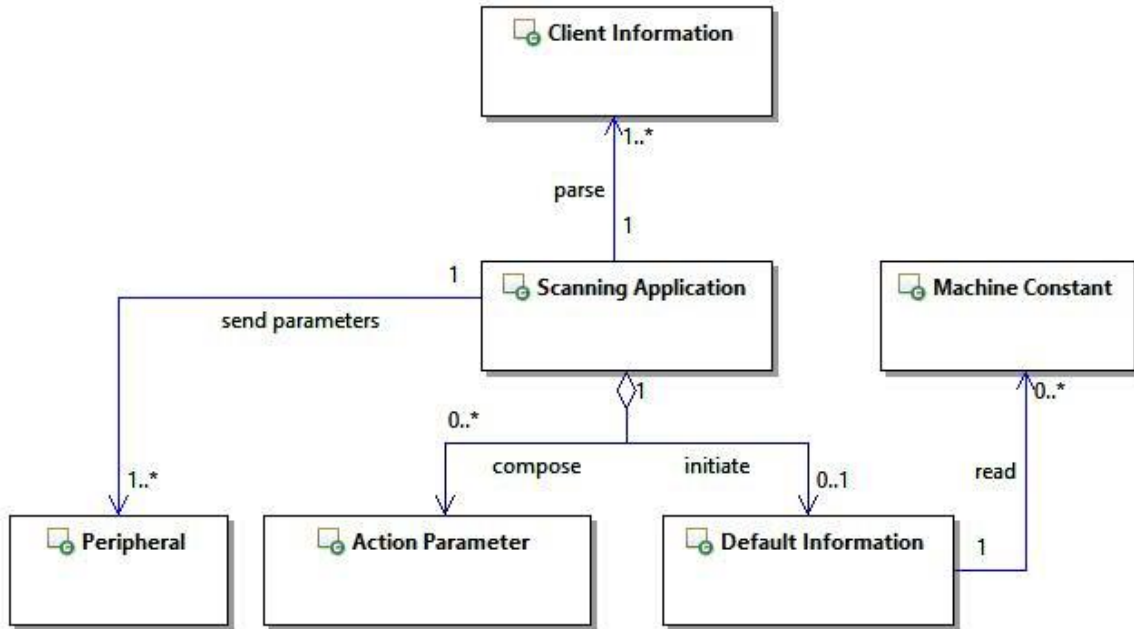 Client Information
1..*
parse
1
1
Scanning Application
Machine Constant
send parameters
1
0..*
0..*
compose
initiate
read
1..*
0..1
Peripheral
Action Parameter
Default Information
1